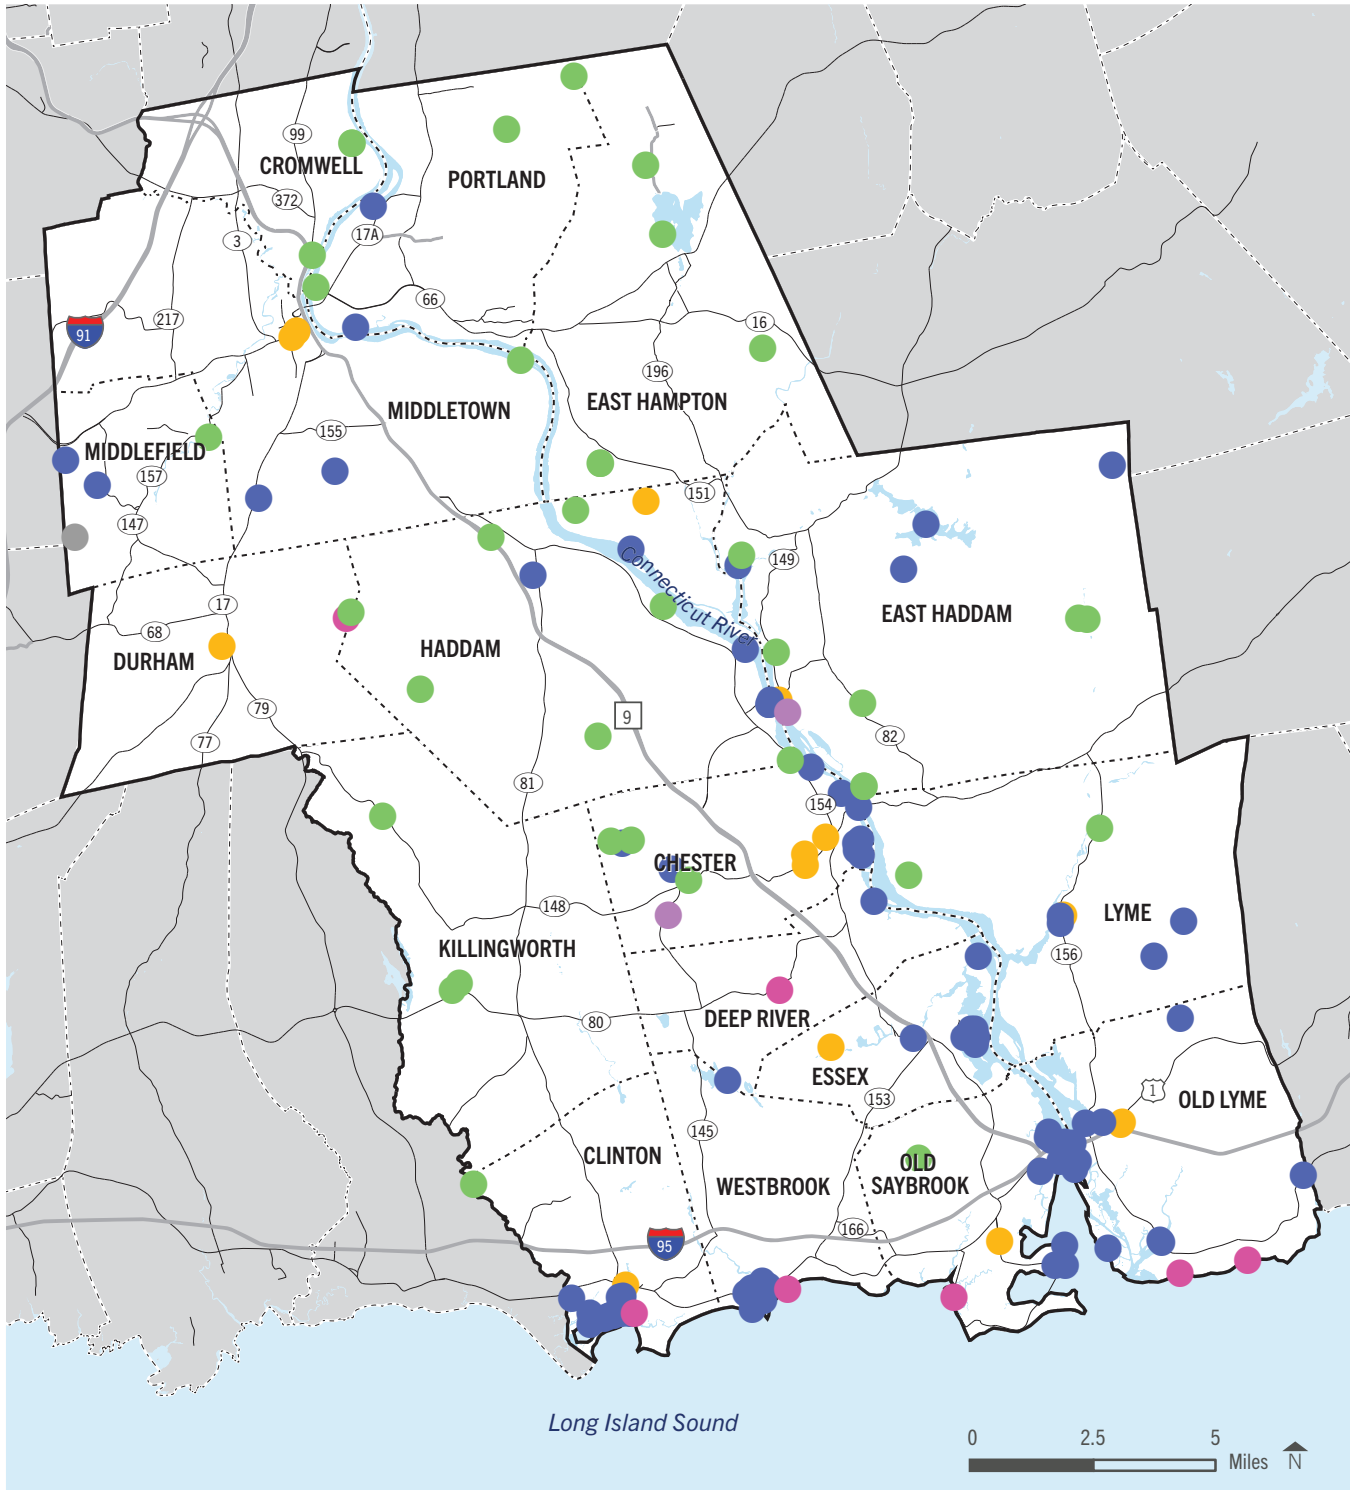 99
CROMWELL
PORTLAND
372
17A
3
66
217
16
91
196
EAST HAMPTON
MIDDLETOWN
155
MIDDLEFIELD
157
151
147
Connecticut River
149
17
EAST HADDAM
68
HADDAM
DURHAM
79
9
82
77
81
154
CHESTER
148
LYME
KILLINGWORTH
156
DEEP RIVER
80
ESSEX
1
153
OLD LYME
145
CLINTON
OLD
SAYBROOK
WESTBROOK
166
95
Long Island Sound
0 2.5 5
Miles N